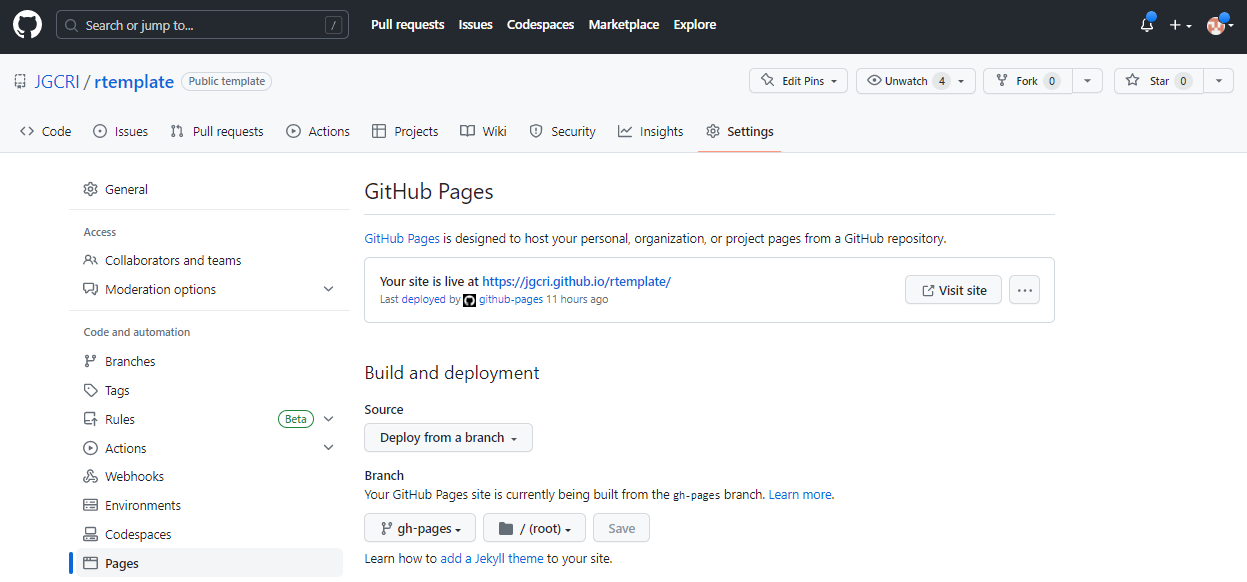 Search or jump to... /
Pull requests Issues Codespaces Marketplace Explore
JGCRI / rtemplate Public template
Edit Pins Unwatch 4 Fork 0 Star 0
Code Issues Pull requests Actions Projects Wiki Security Insights Settings
General
Access
Collaborators and teams
Moderation options
Code and automation
Branches
Tags
Rules Beta
Actions
Webhooks
Environments
Codespaces
Pages
GitHub Pages
GitHub Pages is designed to host your personal, organization, or project pages from a GitHub repository.
Your site is live at https://jgcri.github.io/rtemplate/
Last deployed by github-pages 11 hours ago
Visit site
Build and deployment
Source
Deploy from a branch
Branch
Your GitHub Pages site is currently being built from the gh-pages branch. Learn more.
gh-pages / (root) Save
Learn how to add a Jekyll theme to your site.